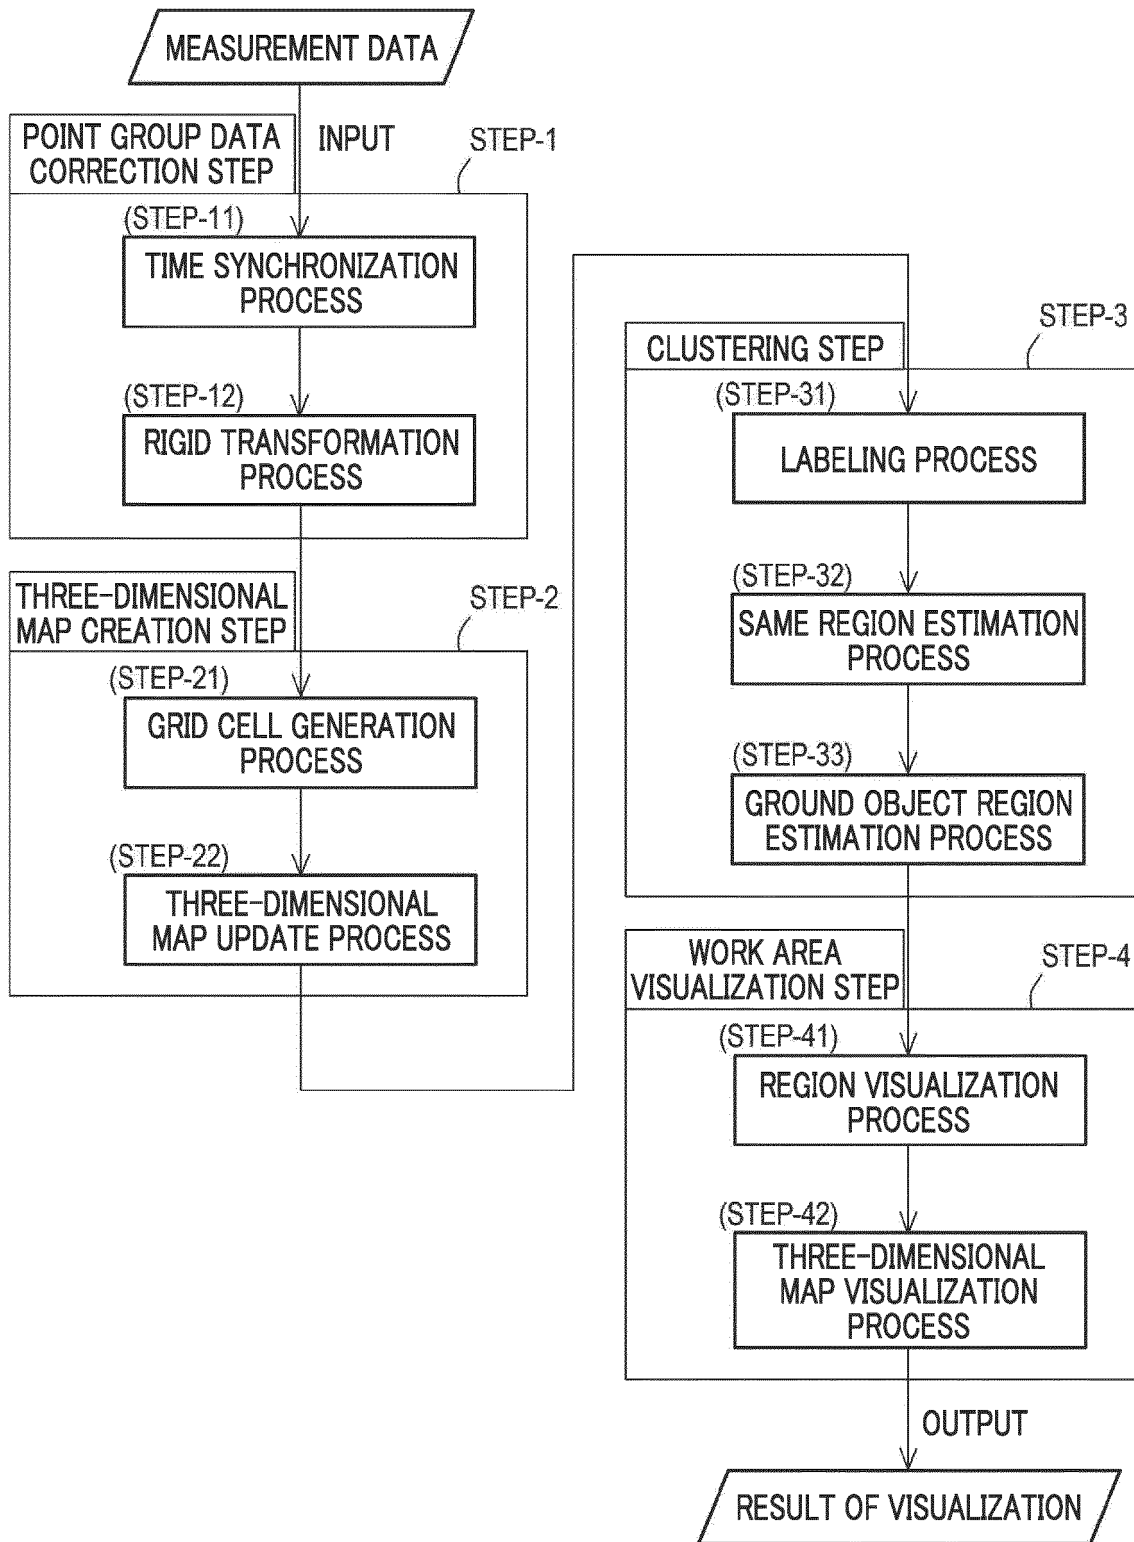 MEASUREMENT DATA
INPUT
POINT GROUP DATA
CORRECTION STEP
STEP-1
(STEP-11)
TIME SYNCHRONIZATION
PROCESS
(STEP-12)
RIGID TRANSFORMATION
PROCESS
THREE-DIMENSIONAL
MAP CREATION STEP
STEP-2
(STEP-21)
GRID CELL GENERATION
PROCESS
(STEP-22)
THREE-DIMENSIONAL
MAP UPDATE PROCESS
CLUSTERING STEP
STEP-3
(STEP-31)
LABELING PROCESS
(STEP-32)
SAME REGION ESTIMATION
PROCESS
(STEP-33)
GROUND OBJECT REGION
ESTIMATION PROCESS
WORK AREA
VISUALIZATION STEP
STEP-4
(STEP-41)
REGION VISUALIZATION
PROCESS
(STEP-42)
THREE-DIMENSIONAL
MAP VISUALIZATION
PROCESS
OUTPUT
RESULT OF VISUALIZATION